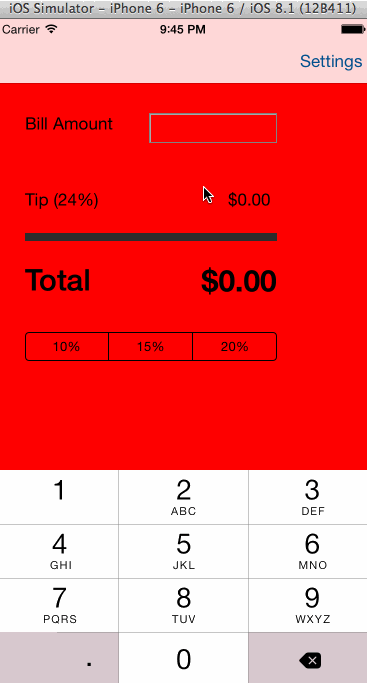 iOS Simulator – iPhone 6 – iPhone 6 / iOS 8.1 (12B411)
Carrier 9:45 PM
Settings
Bill Amount
Tip (24%) $0.00
Total $0.00
10% 15% 20%
1 2 3
ABC DEF
4 5 6
GHI JKL MNO
7 8 9
PQRS TUV WXYZ
. 0